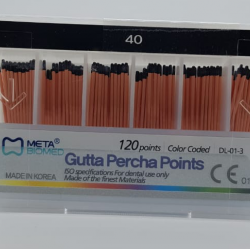 40
META BIOMED
120 points Color Coded DL-01-3
Gutta Percha Points
ISO specifications For dental use only
MADE IN KOREA Made of the finest Materials
CE 01